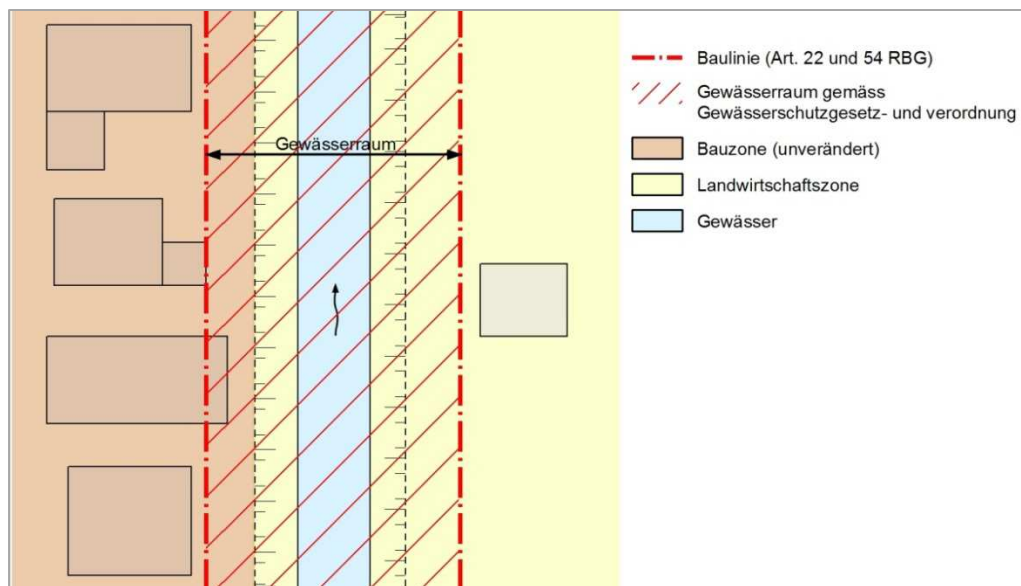 Gewässerraum
Baulinie (Art. 22 und 54 RBG)
Gewässerraum gemäss
Gewässerschutzgesetz- und verordnung
Bauzone (unverändert)
Landwirtschaftszone
Gewässer